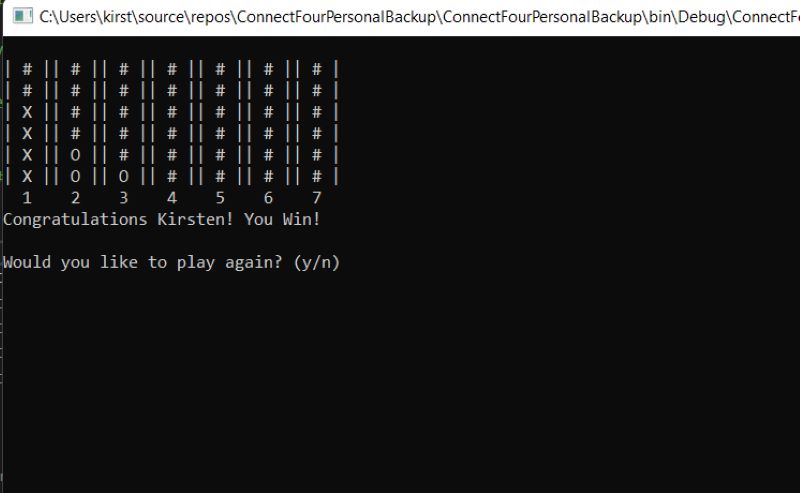 C:\Users\kirst\source\repos\ConnectFourPersonalBackup\ConnectFourPersonalBackup\bin\Debug\ConnectF
| # || # || # || # || # || # || # |
| # || # || # || # || # || # || # |
| X || # || # || # || # || # || # |
| X || # || # || # || # || # || # |
| X || O || # || # || # || # || # |
| X || O || O || # || # || # || # |
1 2 3 4 5 6 7
Congratulations Kirsten! You Win!
Would you like to play again? (y/n)